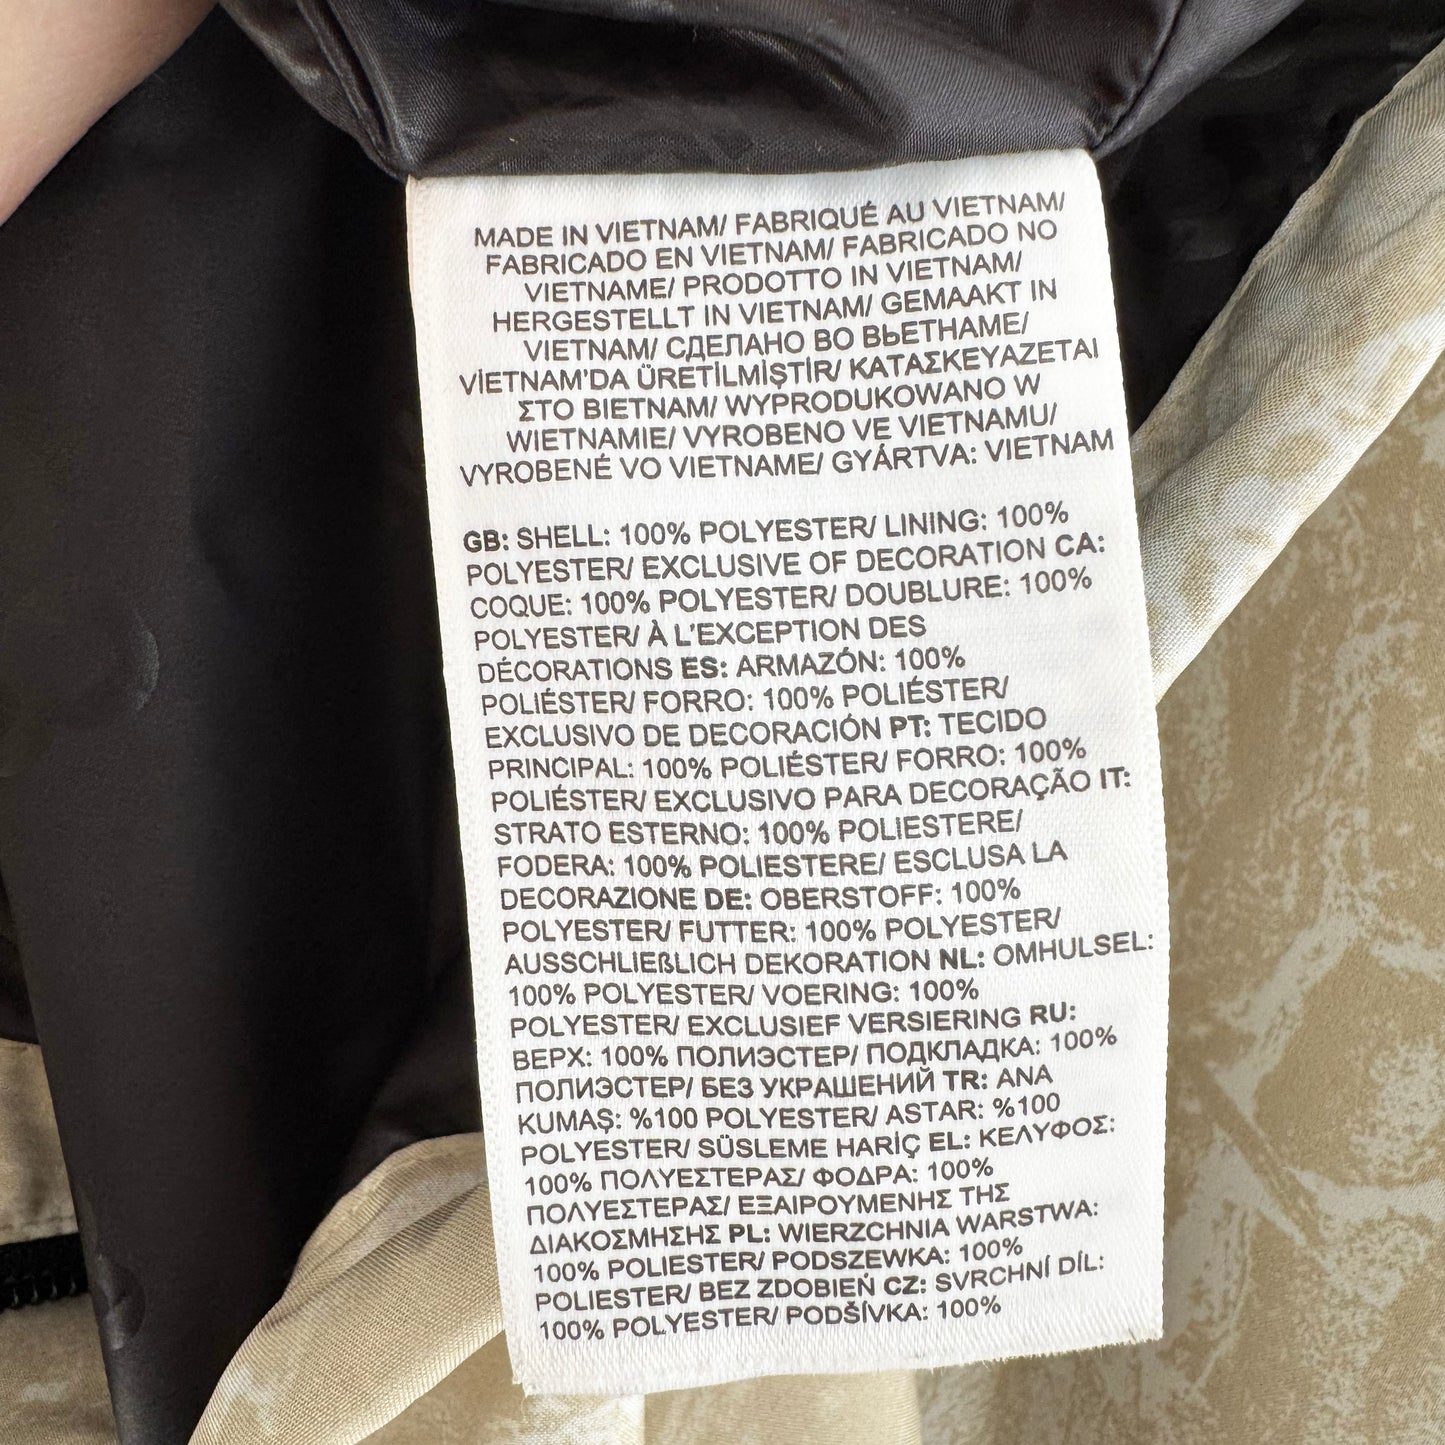 MADE IN VIETNAM/ FABRIQUÉ AU VIETNAM/
FABRICADO EN VIETNAM/ FABRICADO NO
VIETNAME/ PRODOTTO IN VIETNAM/
HERGESTELLT IN VIETNAM/ GEMAAKT IN
VIETNAM/ СДЕЛАНО ВО ВЬЕТНАМЕ/
VİETNAM'DA ÜRETİLMİŞTİR/ ΚΑΤΑΣΚΕΥΑΖΕΤΑΙ
ΣΤΟ ΒΙΕΤΝΑΜ/ WYPRODUKOWANO W
WIETNAMIE/ VYROBENO VE VIETNAMU/
VYROBENÉ VO VIETNAME/ GYÁRTVA: VIETNAM
GB: SHELL: 100% POLYESTER/ LINING: 100%
POLYESTER/ EXCLUSIVE OF DECORATION CA:
COQUE: 100% POLYESTER/ DOUBLURE: 100%
POLYESTER/ À L'EXCEPTION DES
DÉCORATIONS ES: ARMAZÓN: 100%
POLIÉSTER/ FORRO: 100% POLIÉSTER/
EXCLUSIVO DE DECORACIÓN PT: TECIDO
PRINCIPAL: 100% POLIÉSTER/ FORRO: 100%
POLIÉSTER/ EXCLUSIVO PARA DECORAÇÃO IT:
STRATO ESTERNO: 100% POLIESTERE/
FODERA: 100% POLIESTERE/ ESCLUSA LA
DECORAZIONE DE: OBERSTOFF: 100%
POLYESTER/ FUTTER: 100% POLYESTER/
AUSSCHLIEßLICH DEKORATION NL: OMHULSEL:
100% POLYESTER/ VOERING: 100%
POLYESTER/ EXCLUSIEF VERSIERING RU:
ВЕРХ: 100% ПОЛИЭСТЕР/ ПОДКЛАДКА: 100%
ПОЛИЭСТЕР/ БЕЗ УКРАШЕНИЙ TR: ANA
KUMAŞ: %100 POLYESTER/ ASTAR: %100
POLYESTER/ SÜSLEME HARİÇ EL: ΚΕΛΥΦΟΣ:
100% ΠΟΛΥΕΣΤΕΡΑΣ/ ΦΟΔΡΑ: 100%
ΠΟΛΥΕΣΤΕΡΑΣ/ ΕΞΑΙΡΟΥΜΕΝΗΣ ΤΗΣ
ΔΙΑΚΟΣΜΗΣΗΣ PL: WIERZCHNIA WARSTWA:
100% POLIESTER/ PODSZEWKA: 100%
POLIESTER/ BEZ ZDOBIEŃ CZ: SVRCHNÍ DÍL:
100% POLYESTER/ PODŠÍVKA: 100%